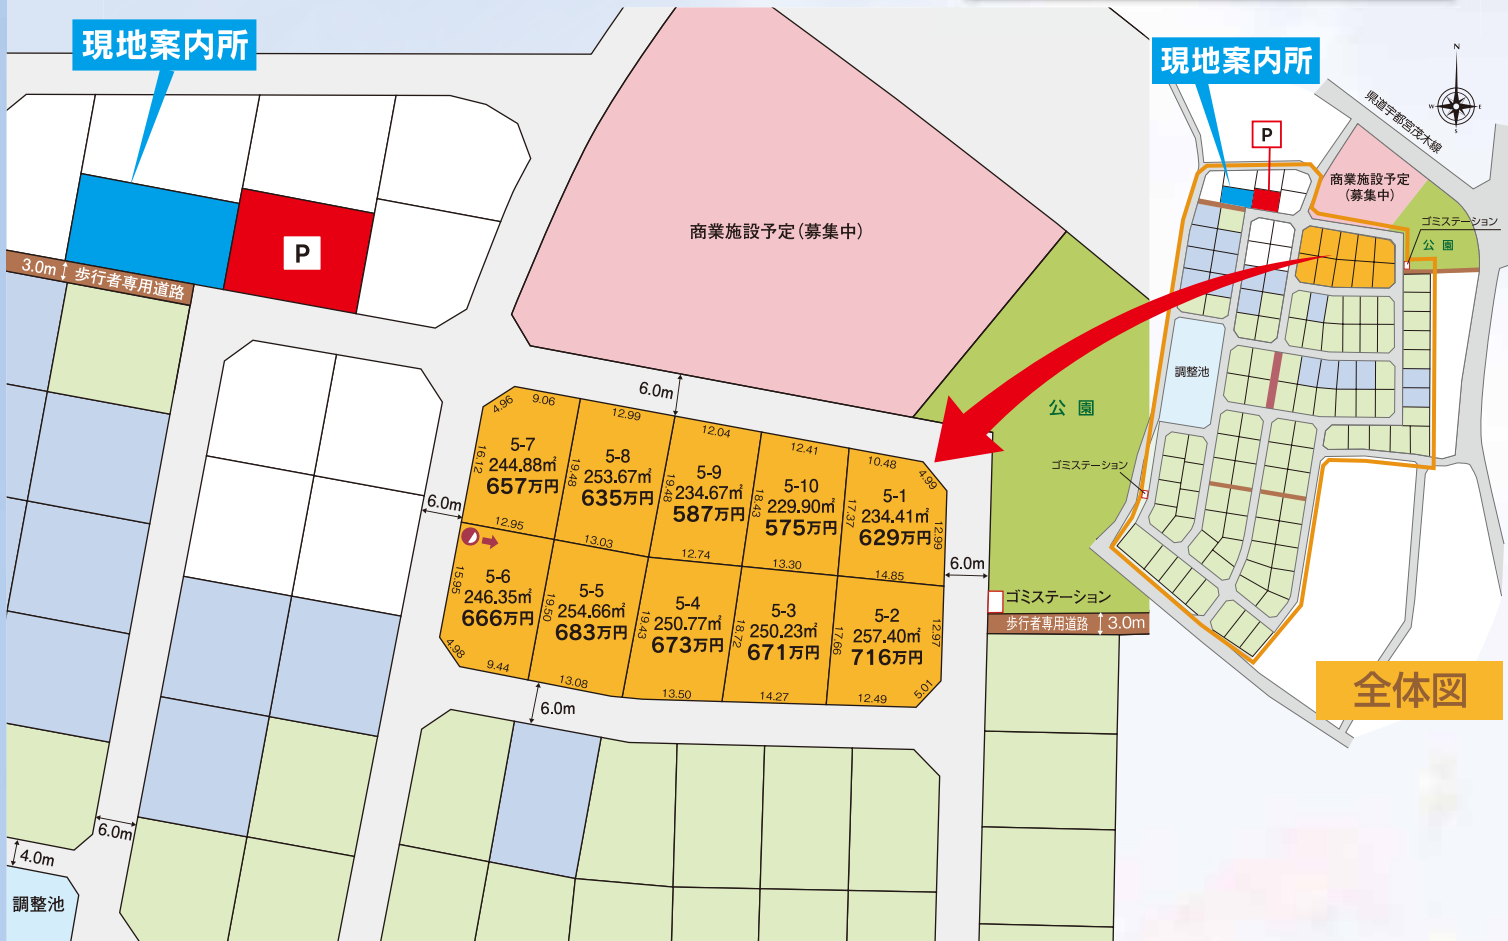 現地案内所
P
3.0m
歩行者専用道路
商業施設予定(募集中)
公園
6.0m
6.0m
6.0m
6.0m
6.0m
4.0m
調整池
ゴミステーション
歩行者専用道路
3.0m
4.96
9.06
16.12
5-7
244.88㎡
657万円
12.95
12.99
19.48
5-8
253.67㎡
635万円
13.03
12.04
19.48
5-9
234.67㎡
587万円
12.74
12.41
18.43
5-10
229.90㎡
575万円
13.30
10.48
4.99
17.37
5-1
234.41㎡
629万円
12.99
14.85
15.95
5-6
246.35㎡
666万円
4.98
9.44
19.50
5-5
254.66㎡
683万円
13.08
19.43
5-4
250.77㎡
673万円
13.50
18.72
5-3
250.23㎡
671万円
14.27
17.66
5-2
257.40㎡
716万円
12.97
12.49
5.01
現地案内所
P
N
W
E
S
県道宇都宮茂木線
商業施設予定
(募集中)
ゴミステーション
公園
調整池
ゴミステーション
全体図